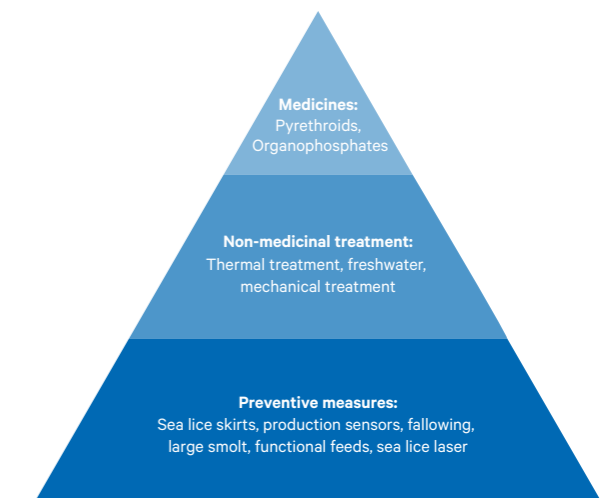 Medicines:
Pyrethroids,
Organophosphates
Non-medicinal treatment:
Thermal treatment, freshwater,
mechanical treatment
Preventive measures:
Sea lice skirts, production sensors, fallowing,
large smolt, functional feeds, sea lice laser